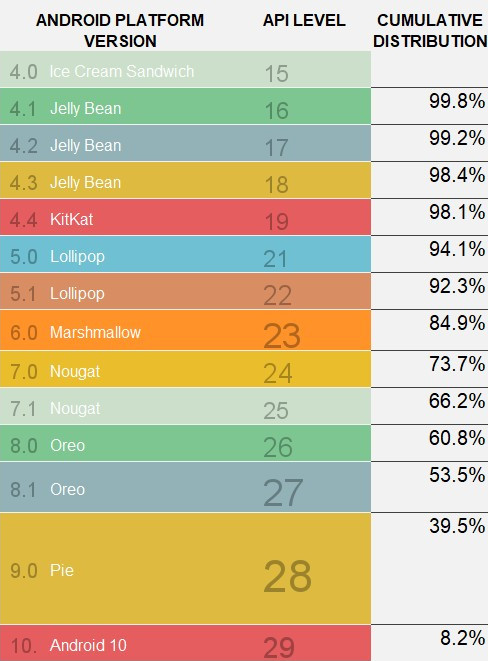 ANDROID PLATFORM VERSION API LEVEL CUMULATIVE DISTRIBUTION
4.0 Ice Cream Sandwich 15
4.1 Jelly Bean 16 99.8%
4.2 Jelly Bean 17 99.2%
4.3 Jelly Bean 18 98.4%
4.4 KitKat 19 98.1%
5.0 Lollipop 21 94.1%
5.1 Lollipop 22 92.3%
6.0 Marshmallow 23 84.9%
7.0 Nougat 24 73.7%
7.1 Nougat 25 66.2%
8.0 Oreo 26 60.8%
8.1 Oreo 27 53.5%
9.0 Pie 28 39.5%
10. Android 10 29 8.2%